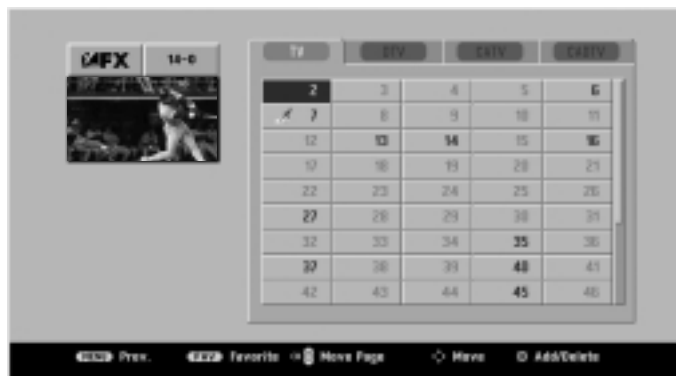 AFX 14-0
TV DTV CATV CADTV
2 3 4 5 6
7 8 9 10 11
12 13 14 15 16
17 18 19 20 21
22 23 24 25 26
27 28 29 30 31
32 33 34 35 36
37 38 39 40 41
42 43 44 45 46
MENU Prev. FAV Favorite Move Page Move Add/Delete